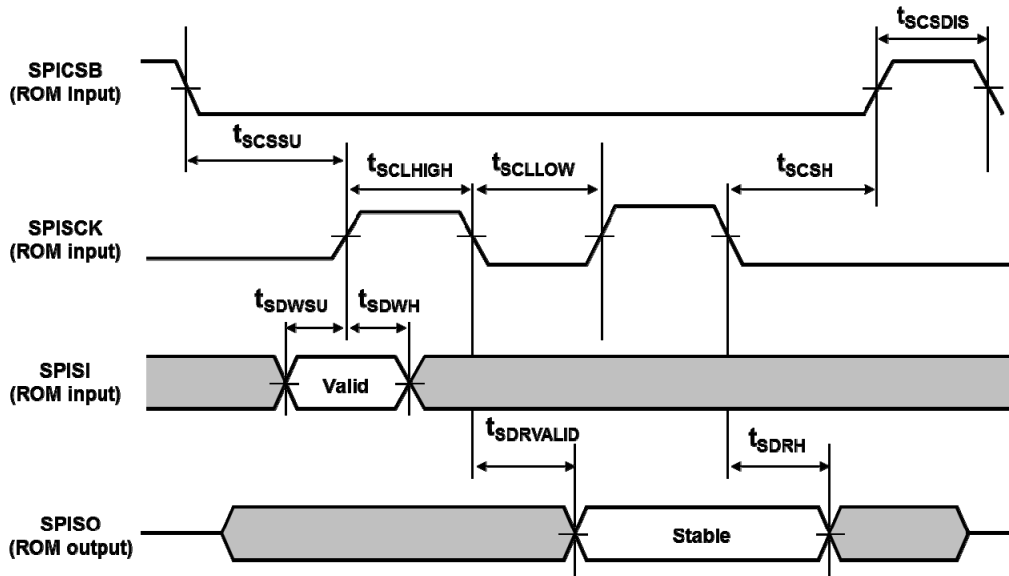 tSCSDIS
SPICSB
(ROM Input)
tSCSSU
tSCLHIGH
tSCLLOW
tSCSH
SPISCK
(ROM input)
tSDWSU
tSDWH
SPISI
(ROM input)
Valid
tSDRVALID
tSDRH
SPISO
(ROM output)
Stable